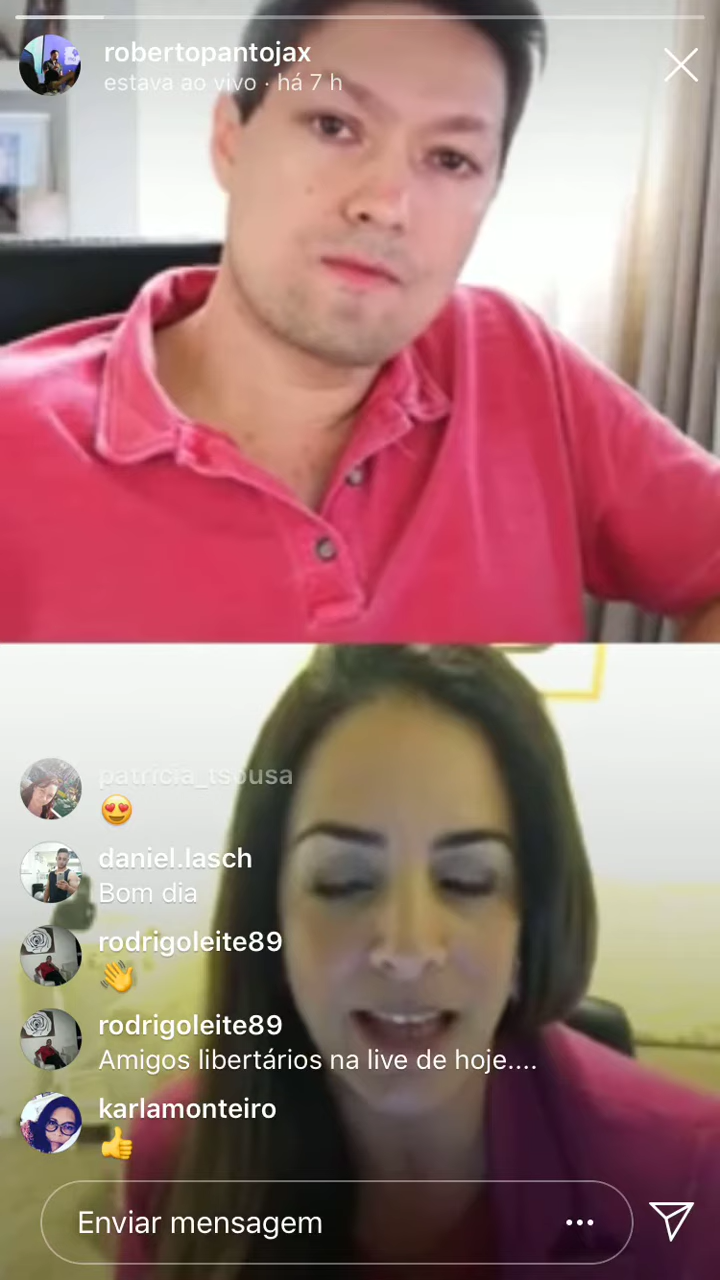 robertopantojax
estava ao vivo · há 7 h
patricia_tsousa
😍
daniel.lasch
Bom dia
rodrigoleite89
👋
rodrigoleite89
Amigos libertários na live de hoje....
karlamonteiro
👍
Enviar mensagem